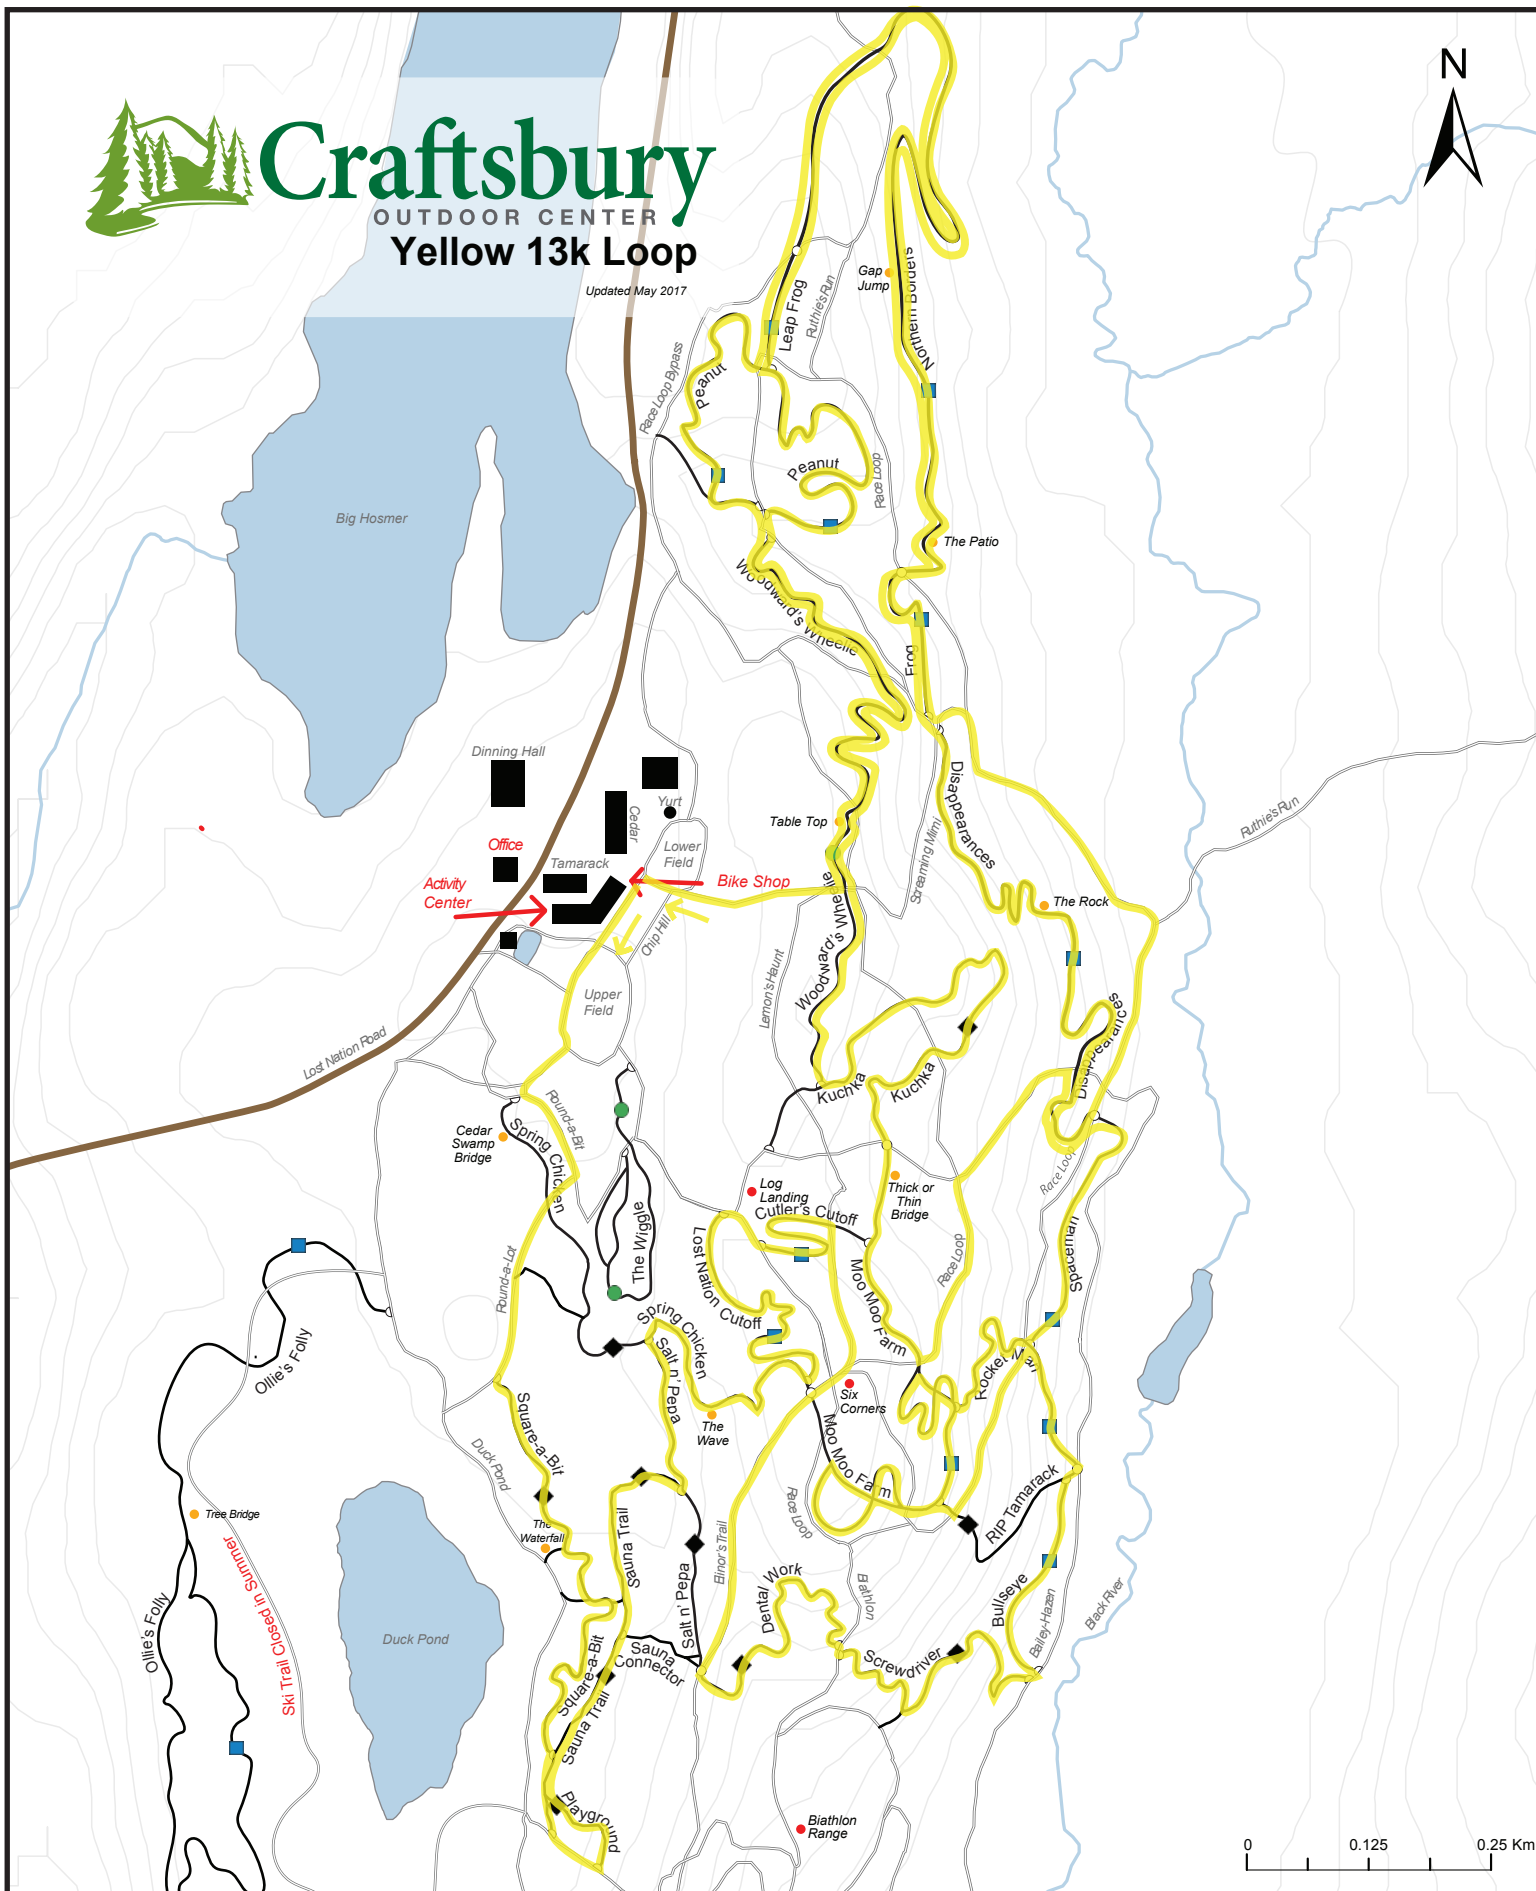 N
Craftsbury
OUTDOOR CENTER
Yellow 13k Loop
Updated May 2017
Gap
Jump
Northern Borders
Leap Frog
Ruthie's Run
Race Loop Bypass
Peanut
Peanut
Race Loop
Big Hosmer
The Patio
Woodward's Wheelie
Frog
Dinning Hall
Yurt
Cedar
Lower
Field
Office
Tamarack
Activity
Center
Bike Shop
Table Top
Disappearances
Screaming Mimi
Ruthie's Run
The Rock
Chip Hill
Woodward's Wheelie
Lemon's Haunt
Upper
Field
Lost Nation Road
Disappearances
Kuchka
Kuchka
Round-a-Bit
Cedar
Swamp
Bridge
Spring Chicken
Race Loop
Log
Landing
Thick or
Thin
Bridge
Cutler's Cutoff
The Wiggle
Lost Nation Cutoff
Spaceman
Race Loop
Round-a-Lot
Moo Moo Farm
Spring Chicken
Ollie's Folly
Salt n' Pepa
Rocket Man
Six
Corners
The
Wave
Square-a-Bit
Moo Moo Farm
Duck Pond
Race Loop
RIP Tamarack
Tree Bridge
The
Waterfall
Sauna Trail
Elinor's Trail
Ski Trail Closed in Summer
Dental Work
Biathlon
Bullseye
Black River
Bailey-Hazen
Ollie's Folly
Duck Pond
Salt n' Pepa
Sauna
Connector
Square-a-Bit
Screwdriver
Sauna Trail
Playground
Biathlon
Range
0 0.125 0.25 Km